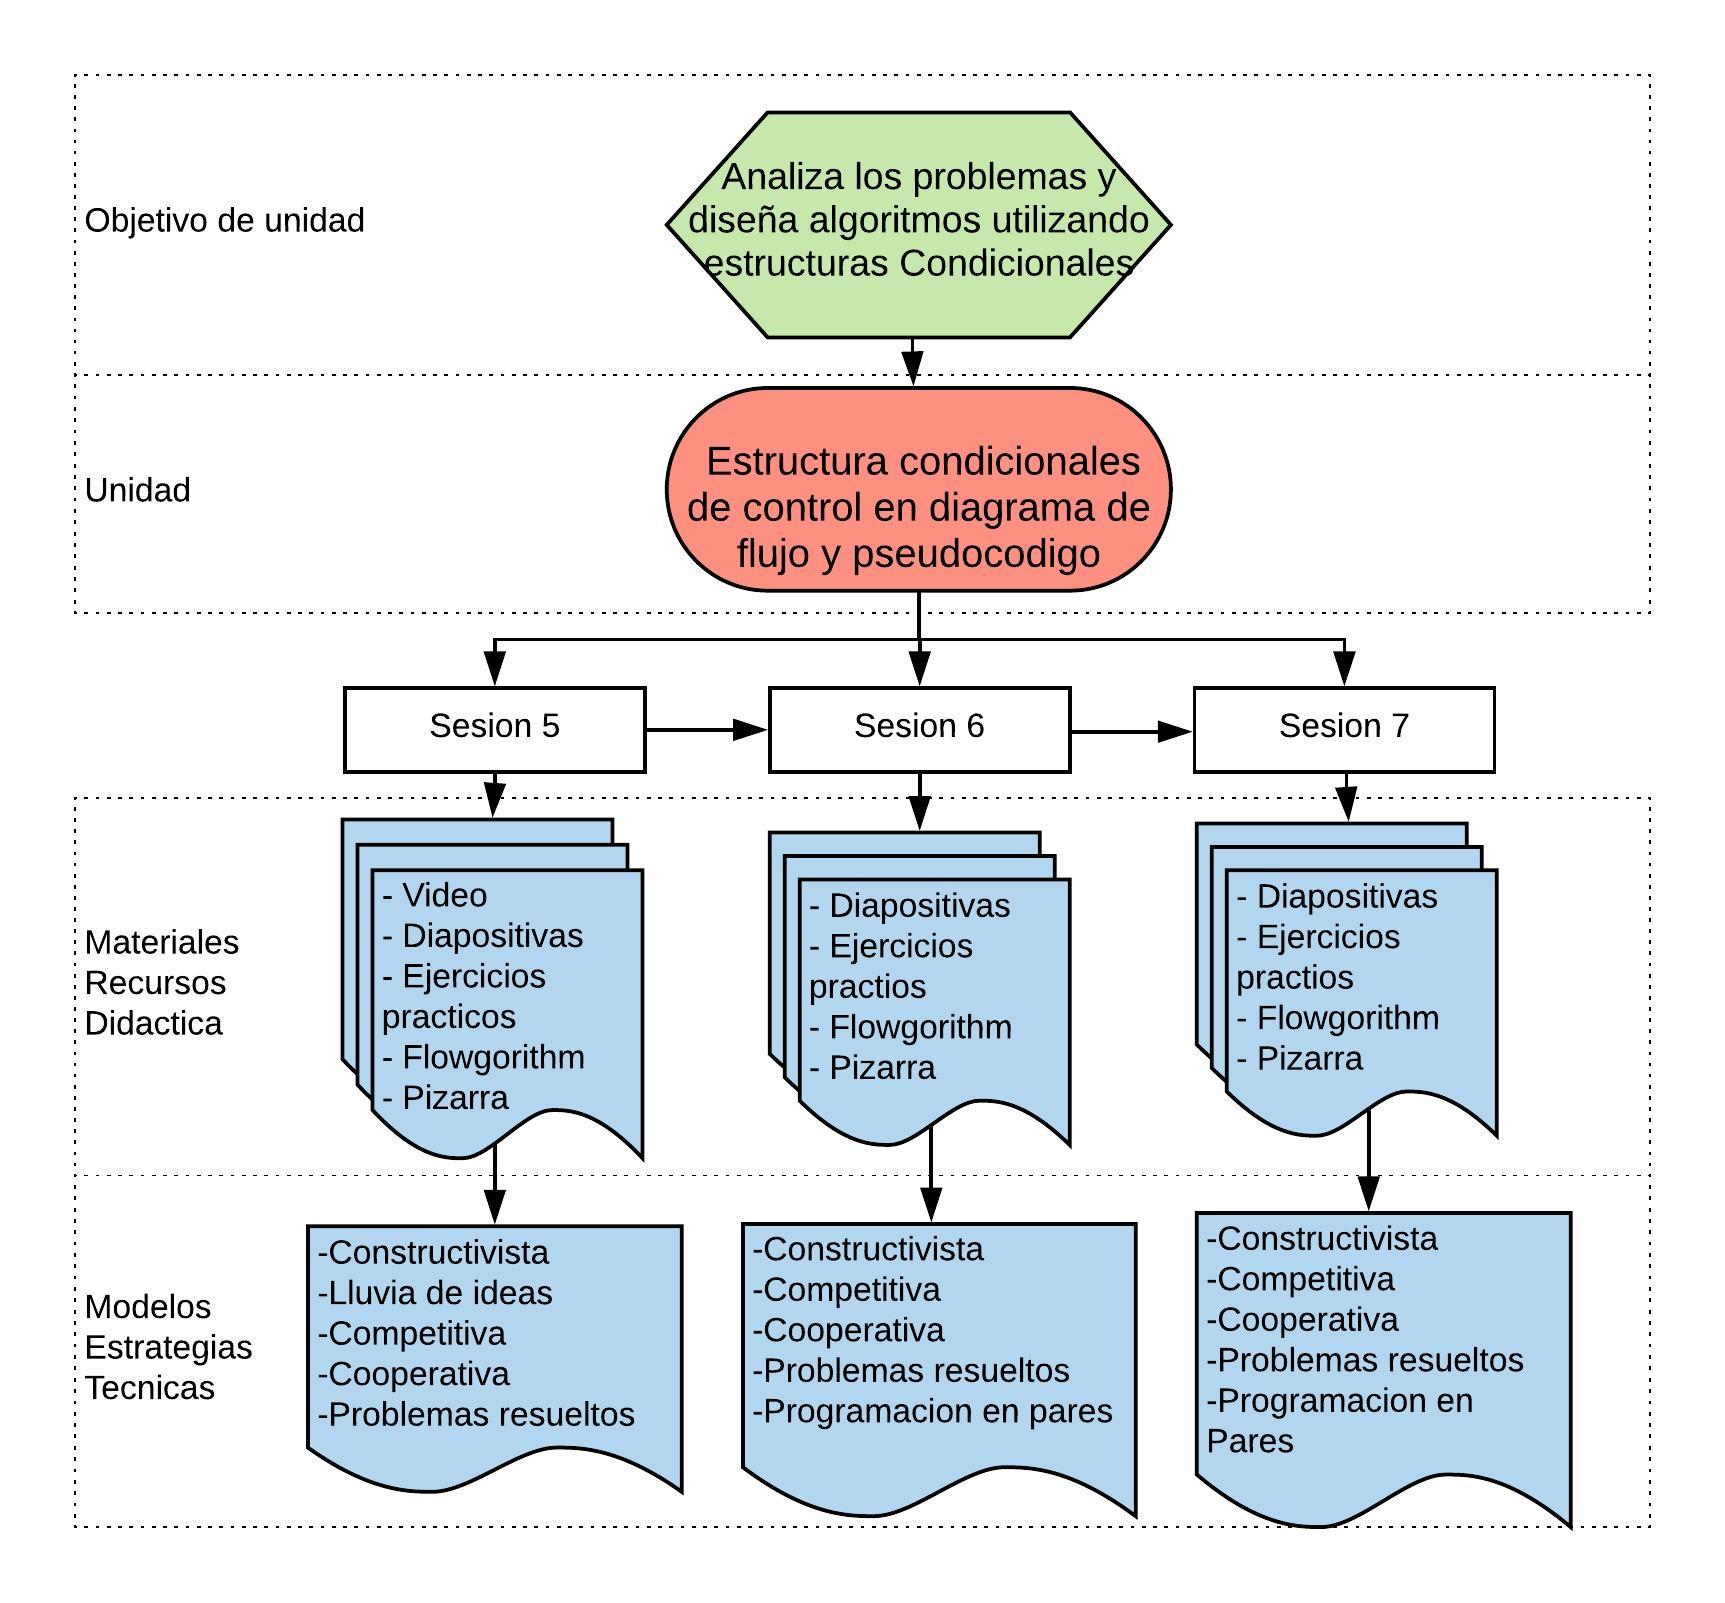 Objetivo de unidad
Analiza los problemas y
diseña algoritmos utilizando
estructuras Condicionales
Unidad
Estructura condicionales
de control en diagrama de
flujo y pseudocodigo
Sesion 5
Sesion 6
Sesion 7
Materiales
Recursos
Didactica
- Video
- Diapositivas
- Ejercicios
practicos
- Flowgorithm
- Pizarra
- Diapositivas
- Ejercicios
practios
- Flowgorithm
- Pizarra
- Diapositivas
- Ejercicios
practios
- Flowgorithm
- Pizarra
Modelos
Estrategias
Tecnicas
-Constructivista
-Lluvia de ideas
-Competitiva
-Cooperativa
-Problemas resueltos
-Constructivista
-Competitiva
-Cooperativa
-Problemas resueltos
-Programacion en pares
-Constructivista
-Competitiva
-Cooperativa
-Problemas resueltos
-Programacion en
Pares